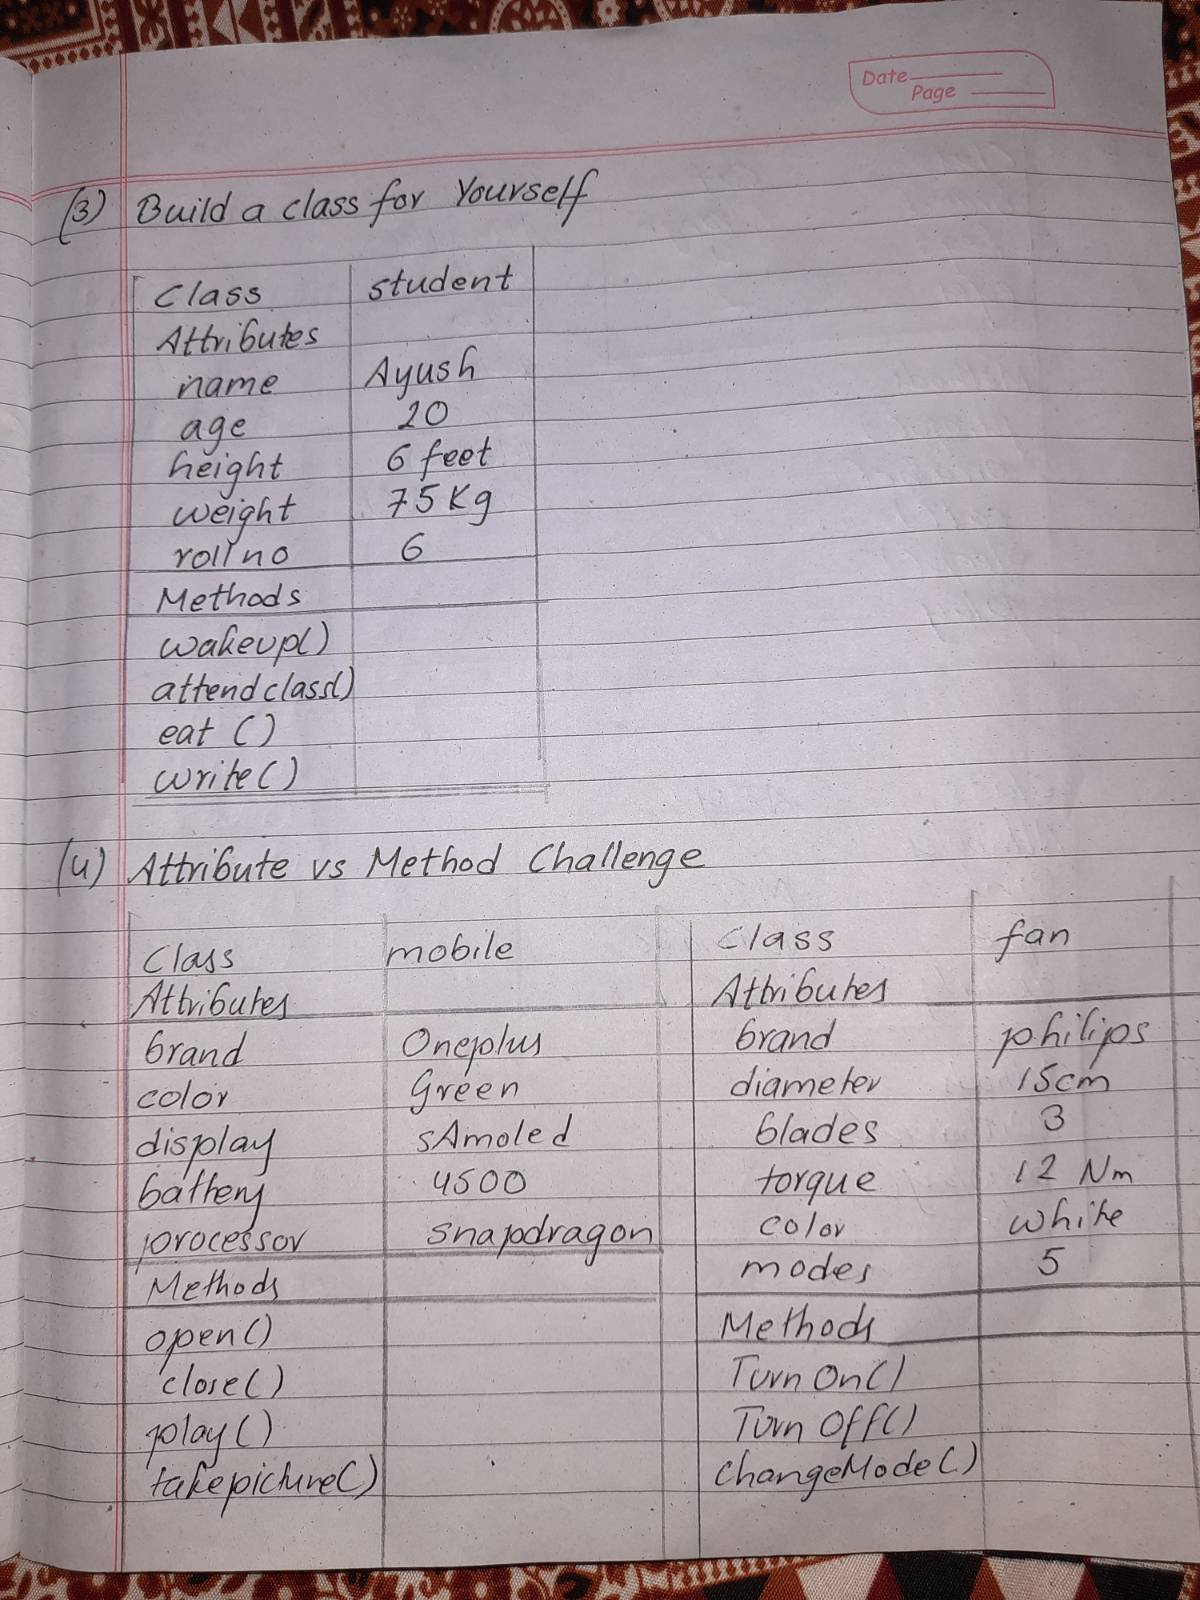 Date
Page
(3) Build a class for Yourself
Class student
Attributes
name Ayush
age 20
height 6 feet
weight 75 Kg
roll no 6
Methods
wakeup()
attendclass()
eat ()
write()
(4) Attribute vs Method Challenge
Class mobile
Attributes
brand Oneplus
color Green
display sAmoled
battery 4500
processor snapdragon
Methods
open()
close()
play()
takepicture()
Class fan
Attributes
brand philips
diameter 15cm
blades 3
torque 12 Nm
color white
modes 5
Methods
Turn On()
Turn Off()
changeMode()